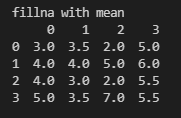 fillna with mean
     0    1    2    3
0  3.0  3.5  2.0  5.0
1  4.0  4.0  5.0  6.0
2  4.0  3.0  2.0  5.5
3  5.0  3.5  7.0  5.5